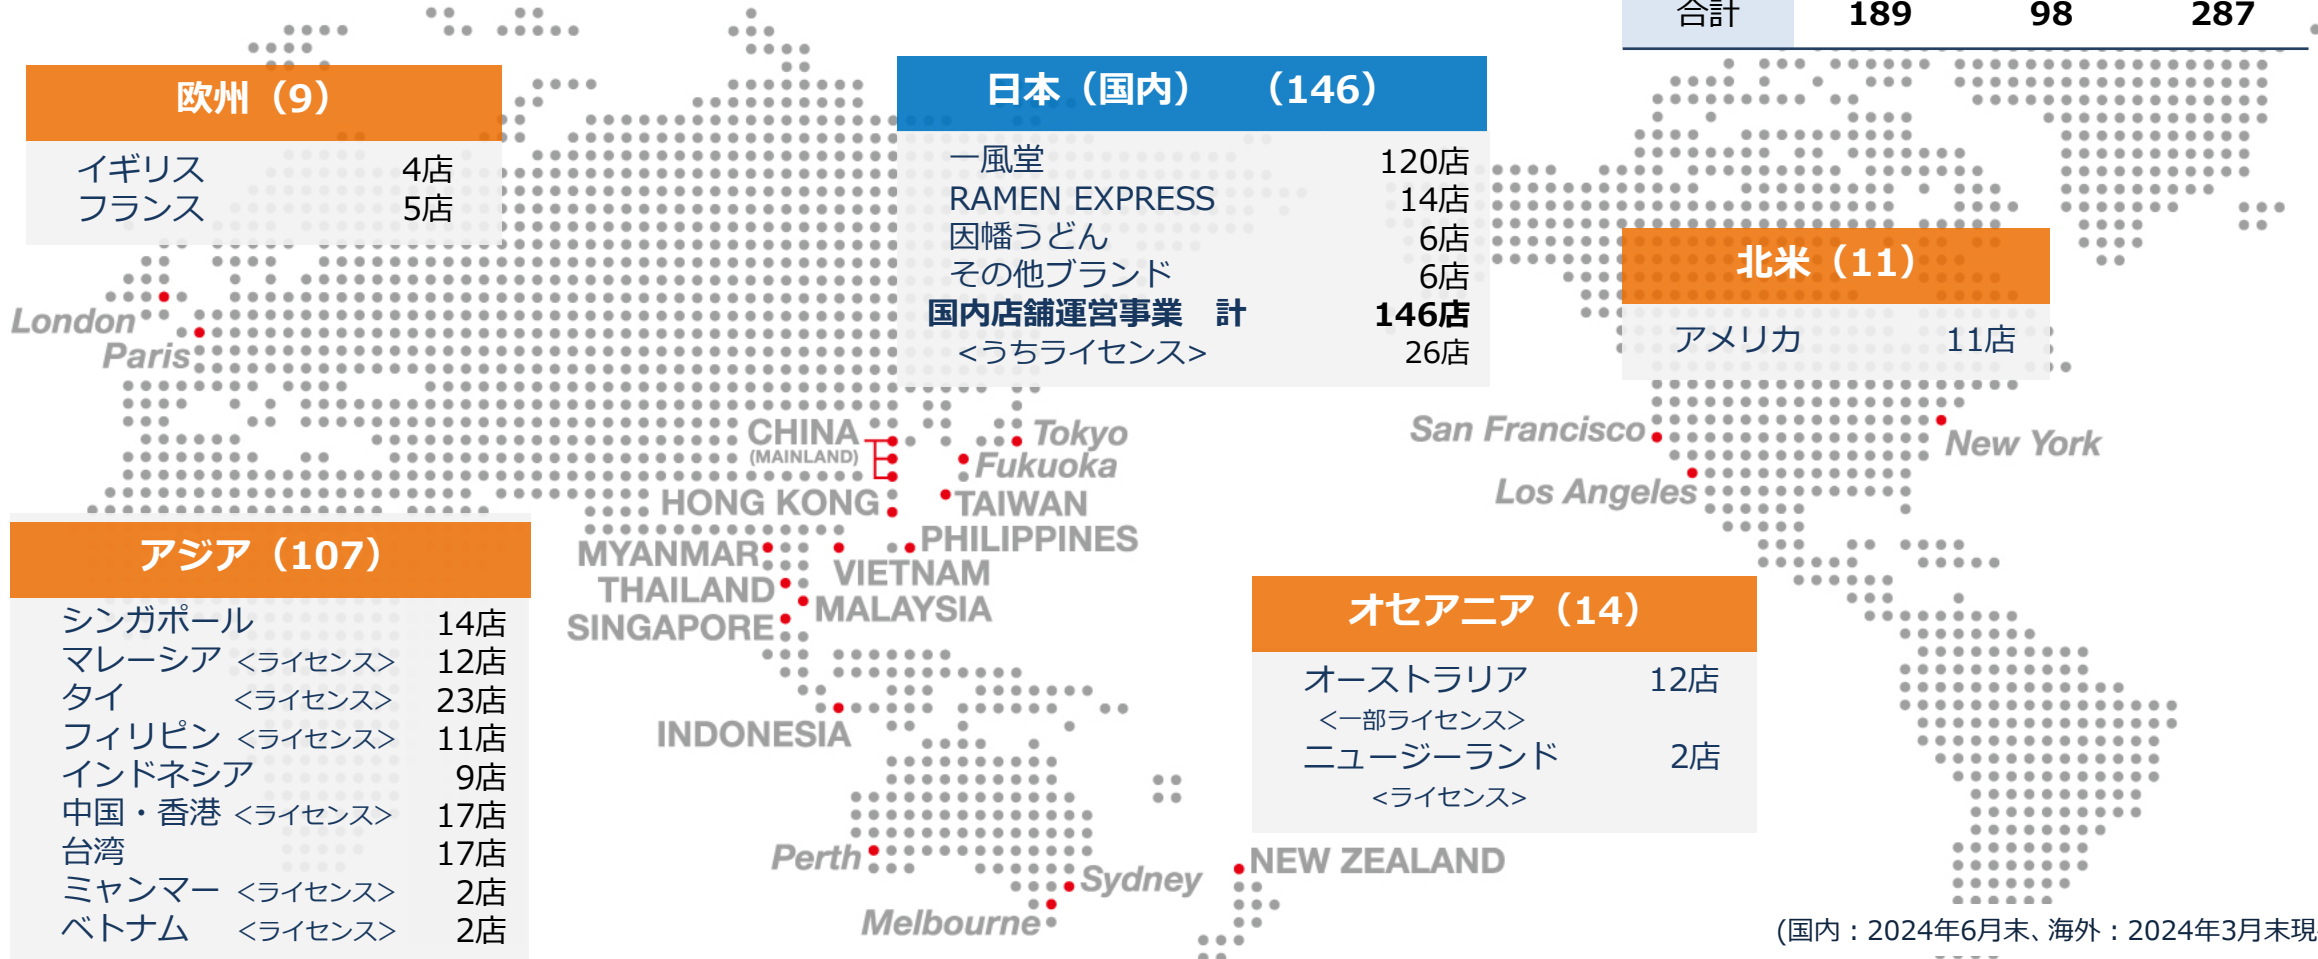 合計 189 98 287
欧州（9）
イギリス 4店
フランス 5店
日本（国内） （146）
一風堂 120店
RAMEN EXPRESS 14店
因幡うどん 6店
その他ブランド 6店
国内店舗運営事業 計 146店
<うちライセンス> 26店
北米（11）
アメリカ 11店
London
Paris
CHINA
(MAINLAND)
Tokyo
Fukuoka
HONG KONG
TAIWAN
PHILIPPINES
MYANMAR
VIETNAM
THAILAND
MALAYSIA
SINGAPORE
INDONESIA
San Francisco
New York
Los Angeles
アジア（107）
シンガポール 14店
マレーシア <ライセンス> 12店
タイ <ライセンス> 23店
フィリピン <ライセンス> 11店
インドネシア 9店
中国・香港 <ライセンス> 17店
台湾 17店
ミャンマー <ライセンス> 2店
ベトナム <ライセンス> 2店
オセアニア（14）
オーストラリア 12店
<一部ライセンス>
ニュージーランド 2店
<ライセンス>
Perth
Sydney
Melbourne
NEW ZEALAND
(国内：2024年6月末、海外：2024年3月末現